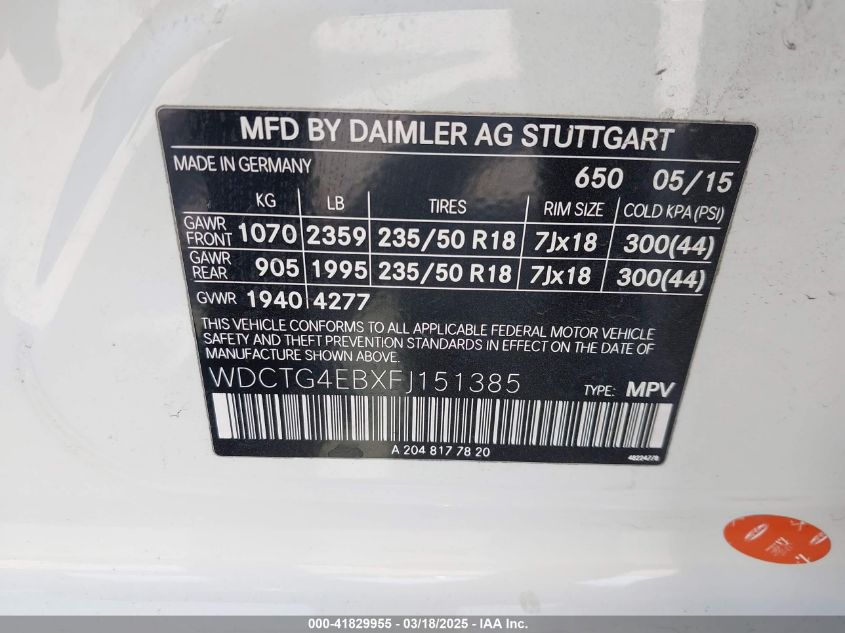 MFD BY DAIMLER AG STUTTGART
MADE IN GERMANY 650 05/15
KG LB TIRES RIM SIZE COLD KPA (PSI)
GAWR FRONT 1070 2359 235/50 R18 7Jx18 300(44)
GAWR REAR 905 1995 235/50 R18 7Jx18 300(44)
GVWR 1940 4277
THIS VEHICLE CONFORMS TO ALL APPLICABLE FEDERAL MOTOR VEHICLE
SAFETY AND THEFT PREVENTION STANDARDS IN EFFECT ON THE DATE OF
MANUFACTURE SHOWN ABOVE.
WDCTG4EBXFJ151385 TYPE: MPV
A 204 817 78 20
000-41829955 - 03/18/2025 - IAA Inc.